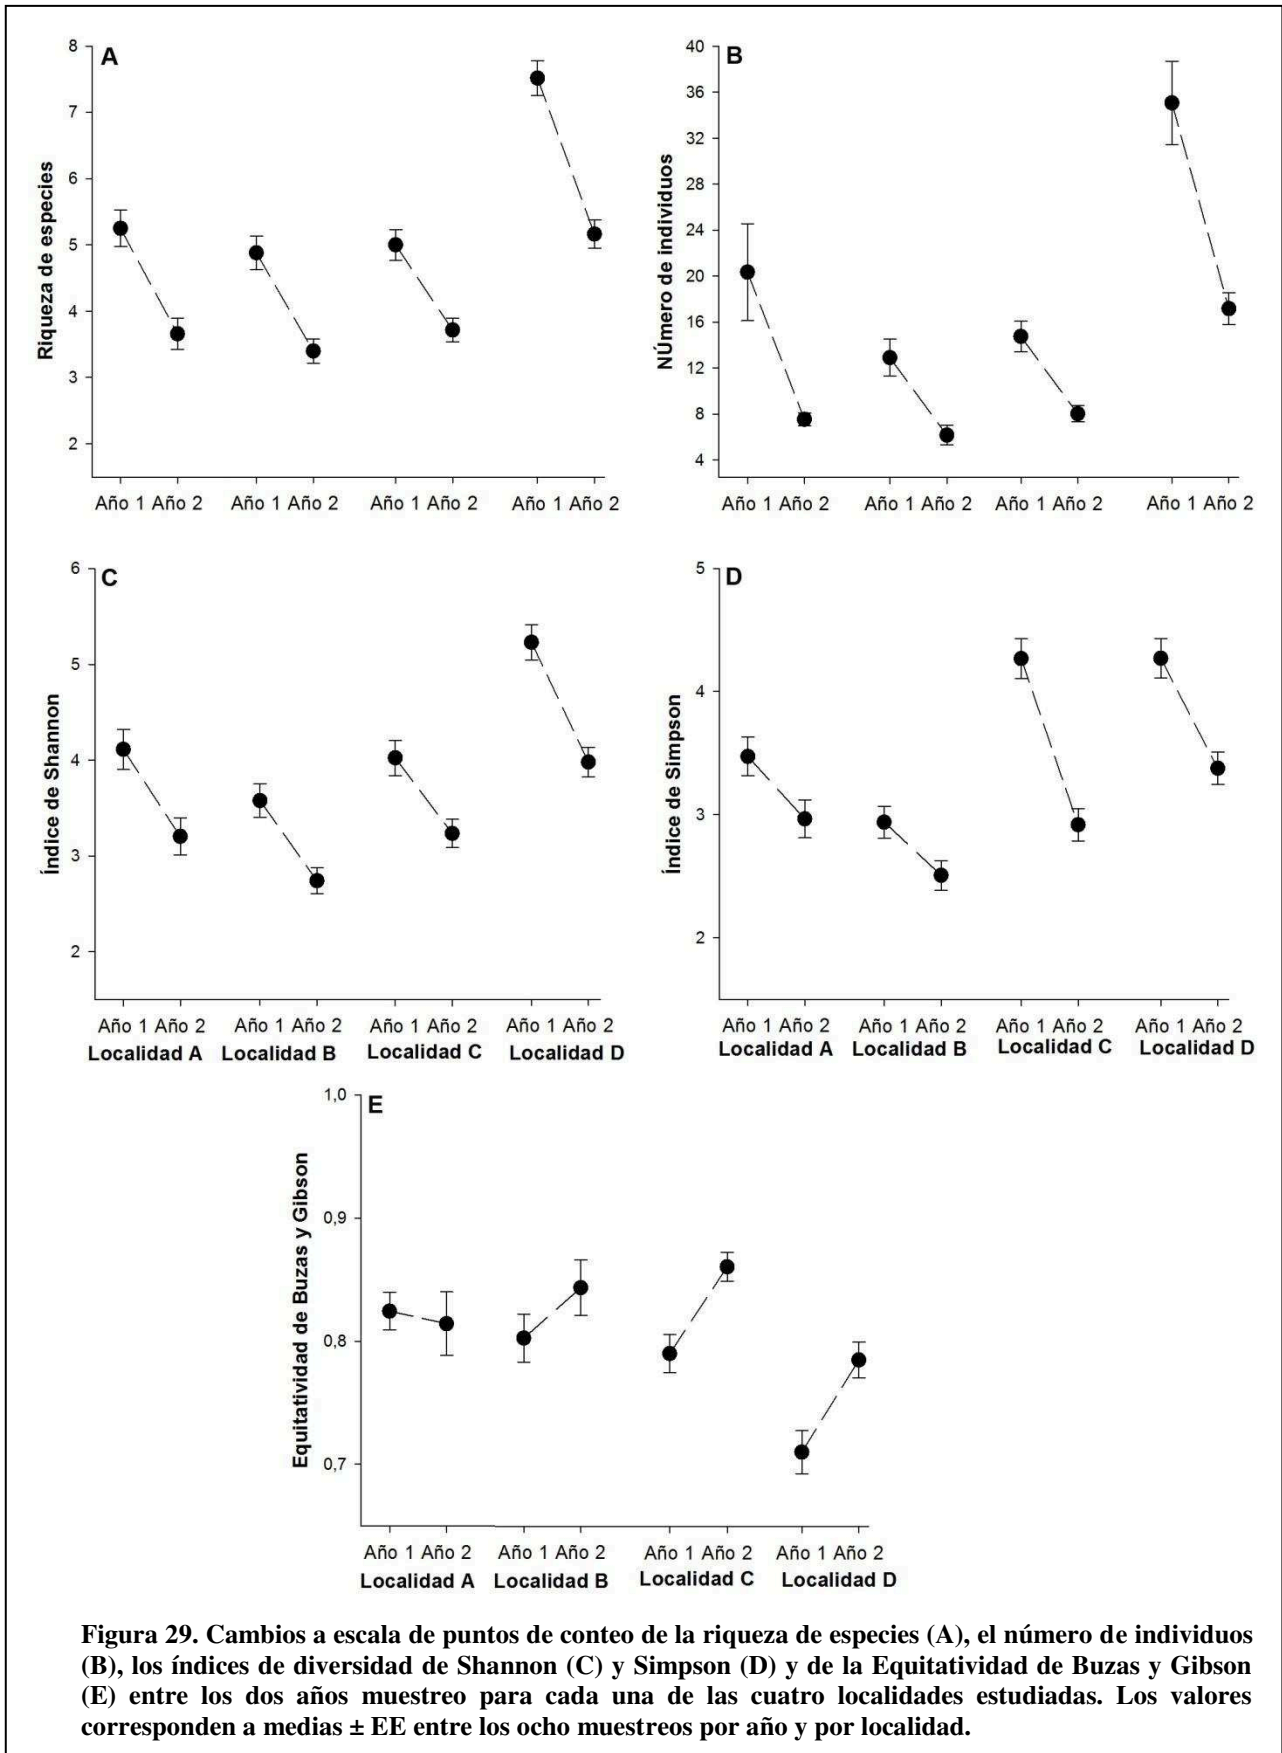 A
Riqueza de especies
8
7
6
5
4
3
2
Año 1 Año 2 Año 1 Año 2 Año 1 Año 2 Año 1 Año 2
B
NÚmero de individuos
40
36
32
28
24
20
16
12
8
4
Año 1 Año 2 Año 1 Año 2 Año 1 Año 2 Año 1 Año 2
C
Índice de Shannon
6
5
4
3
2
Año 1 Año 2 Año 1 Año 2 Año 1 Año 2 Año 1 Año 2
Localidad A Localidad B Localidad C Localidad D
D
Índice de Simpson
5
4
3
2
Año 1 Año 2 Año 1 Año 2 Año 1 Año 2 Año 1 Año 2
Localidad A Localidad B Localidad C Localidad D
E
Equitatividad de Buzas y Gibson
1,0
0,9
0,8
0,7
Año 1 Año 2 Año 1 Año 2 Año 1 Año 2 Año 1 Año 2
Localidad A Localidad B Localidad C Localidad D
Figura 29. Cambios a escala de puntos de conteo de la riqueza de especies (A), el número de individuos
(B), los índices de diversidad de Shannon (C) y Simpson (D) y de la Equitatividad de Buzas y Gibson
(E) entre los dos años muestreo para cada una de las cuatro localidades estudiadas. Los valores
corresponden a medias ± EE entre los ocho muestreos por año y por localidad.